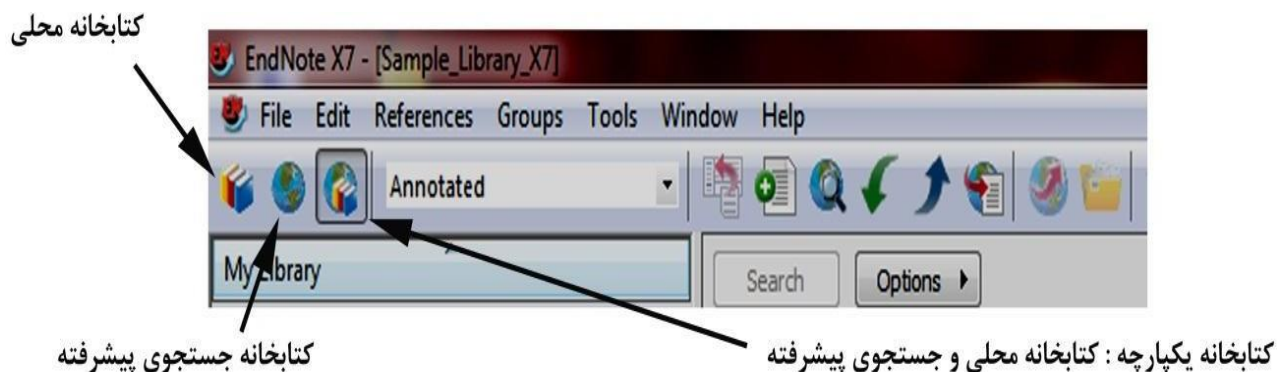 کتابخانه محلی
EndNote X7 - [Sample_Library_X7]
File Edit References Groups Tools Window Help
Annotated
My Library
Search Options
کتابخانه جستجوی پیشرفته
کتابخانه یکپارچه : کتابخانه محلی و جستجوی پیشرفته